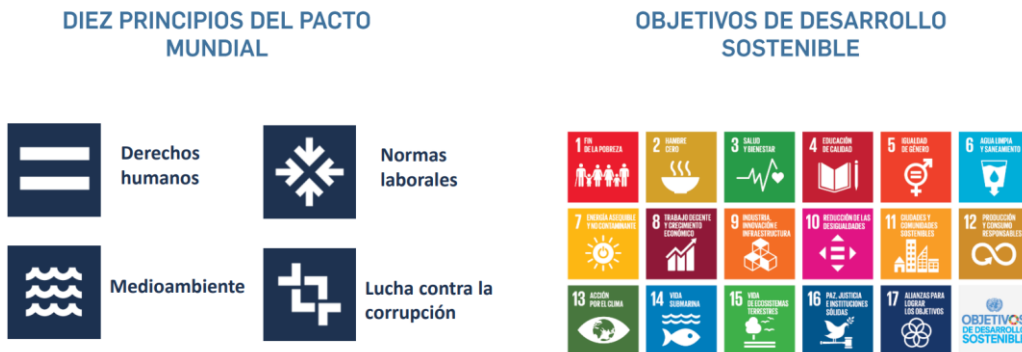 DIEZ PRINCIPIOS DEL PACTO
MUNDIAL
Derechos
humanos
Normas
laborales
Medioambiente
Lucha contra la
corrupción
OBJETIVOS DE DESARROLLO
SOSTENIBLE
1 FIN
DE LA POBREZA
2 HAMBRE
CERO
3 SALUD
Y BIENESTAR
4 EDUCACIÓN
DE CALIDAD
5 IGUALDAD
DE GÉNERO
6 AGUA LIMPIA
Y SANEAMIENTO
7 ENERGÍA ASEQUIBLE
Y NO CONTAMINANTE
8 TRABAJO DECENTE
Y CRECIMIENTO
ECONÓMICO
9 INDUSTRIA,
INNOVACIÓN E
INFRAESTRUCTURA
10 REDUCCIÓN DE LAS
DESIGUALDADES
11 CIUDADES Y
COMUNIDADES
SOSTENIBLES
12 PRODUCCIÓN
Y CONSUMO
RESPONSABLES
13 ACCIÓN
POR EL CLIMA
14 VIDA
SUBMARINA
15 VIDA
DE ECOSISTEMAS
TERRESTRES
16 PAZ, JUSTICIA
E INSTITUCIONES
SÓLIDAS
17 ALIANZAS PARA
LOGRAR
LOS OBJETIVOS
OBJETIVOS
DE DESARROLLO
SOSTENIBLE